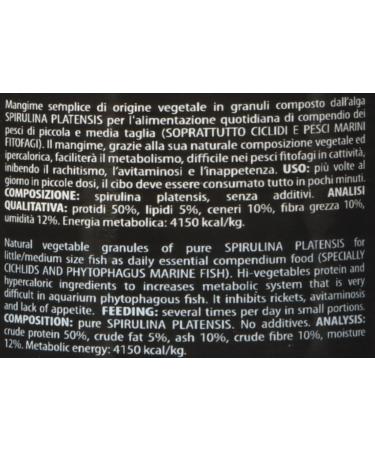 Mangime semplice di origine vegetale in granuli composto dall'alga
SPIRULINA PLATENSIS per l'alimentazione quotidiana di compendio dei
pesci di piccola e media taglia (SOPRATTUTTO CICLIDI E PESCI MARINI
FITOFAGI). Il mangime, grazie alla sua naturale composizione vegetale ed
ipercalorica, faciliterà il metabolismo, difficile nei pesci fitofagi in cattività,
inibendo il rachitismo, l'avitaminosi e l'inappetenza. USO: più volte al
giorno in piccole dosi, il cibo deve essere consumato tutto in pochi minuti.
COMPOSIZIONE: spirulina platensis, senza additivi. ANALISI
QUALITATIVA: protidi 50%, lipidi 5%, ceneri 10%, fibra grezza 10%,
umidità 12%. Energia metabolica: 4150 kcal/kg.
Natural vegetable granules of pure SPIRULINA PLATENSIS for
little/medium size fish as daily essential compendium food (SPECIALLY
CICHLIDS AND PHYTOPHAGUS MARINE FISH). Hi-vegetables protein and
hypercaloric ingredients to increases metabolic system that is very
difficult in aquarium phytophagous fish. It inhibits rickets, avitaminosis
and lack of appetite. FEEDING: several times per day in small portions.
COMPOSITION: pure SPIRULINA PLATENSIS. No additives. ANALYSIS:
crude protein 50%, crude fat 5%, ash 10%, crude fibre 10%, moisture
12%. Metabolic energy: 4150 kcal/kg.